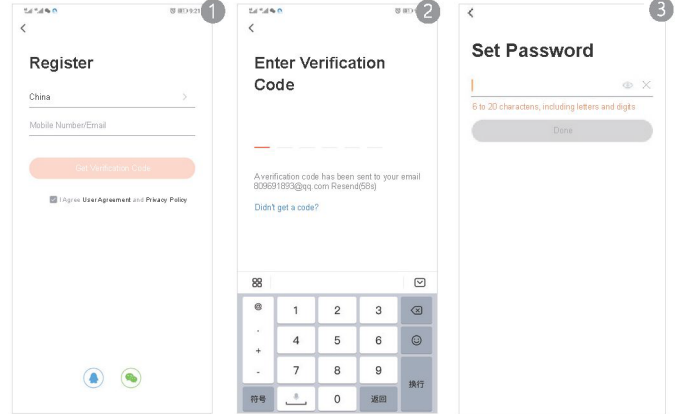 1
Register
China
Mobile Number/Email
Get Verification Code
I Agree User Agreement and Privacy Policy
2
Enter Verification
Code
A verification code has been sent to your email
809691893@qq.com Resend(58s)
Didn't get a code?
@ 1 2 3
. 4 5 6
+
- 7 8 9
换行
符号 0 返回
3
Set Password
6 to 20 characters, including letters and digits
Done